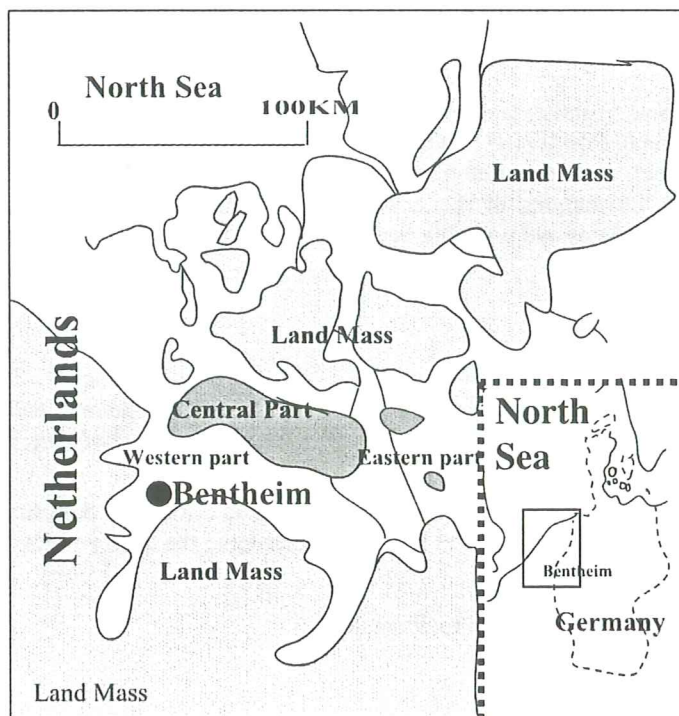 North Sea
0
100KM
Land Mass
Land Mass
Netherlands
Central Part
Western part
Eastern part
Bentheim
Land Mass
Land Mass
North
Sea
Bentheim
Germany